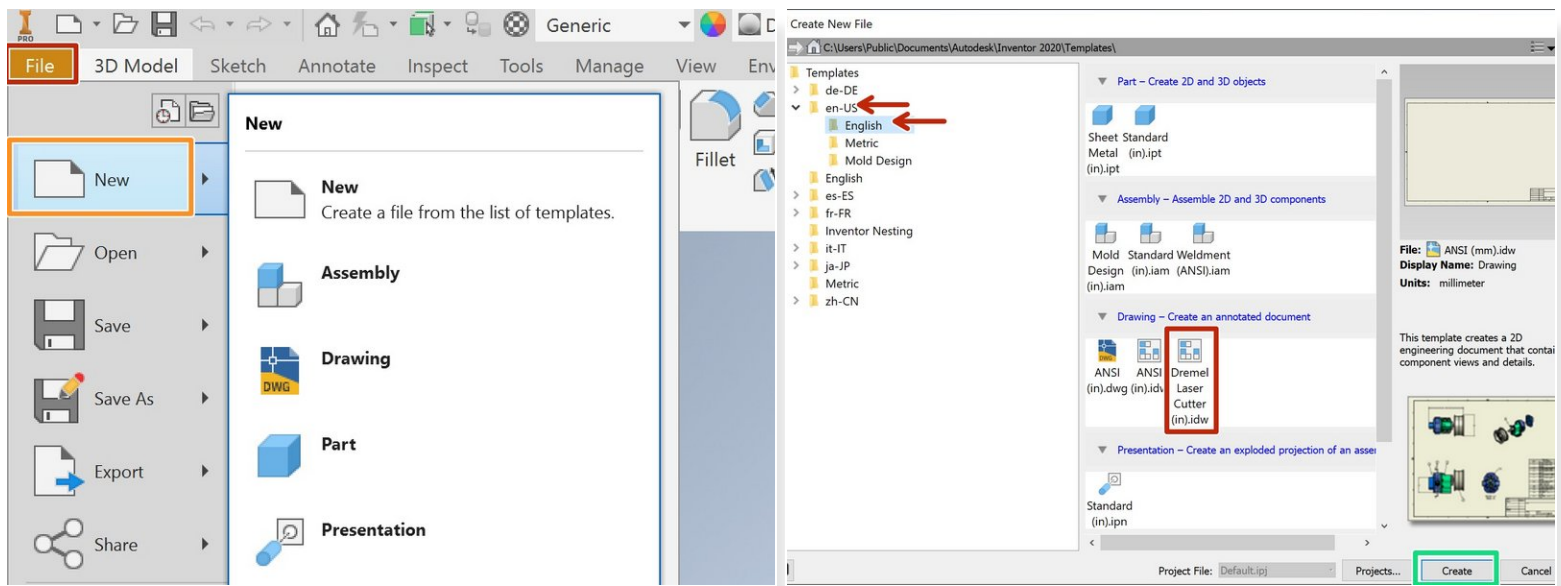 PRO
Generic
D
File 3D Model Sketch Annotate Inspect Tools Manage View Env
New
New
New
Create a file from the list of templates.
Fillet
Open
Assembly
Save
Drawing
DWG
Save As
Part
Export
Presentation
Share
Create New File
C:\Users\Public\Documents\Autodesk\Inventor 2020\Templates\
Templates
de-DE
en-US
English
Metric
Mold Design
English
es-ES
fr-FR
Inventor Nesting
it-IT
ja-JP
Metric
zh-CN
Part – Create 2D and 3D objects
Sheet Metal (in).ipt
Standard (in).ipt
Assembly – Assemble 2D and 3D components
Mold Design (in).iam
Standard (in).iam
Weldment (ANSI).iam
Drawing – Create an annotated document
DWG
ANSI (in).dwg
ANSI (in).idw
Dremel Laser Cutter (in).idw
Presentation – Create an exploded projection of an assem
Standard (in).ipn
File: ANSI (mm).idw
Display Name: Drawing
Units: millimeter
This template creates a 2D
engineering document that contai
component views and details.
Project File: Default.ipj Projects... Create Cancel